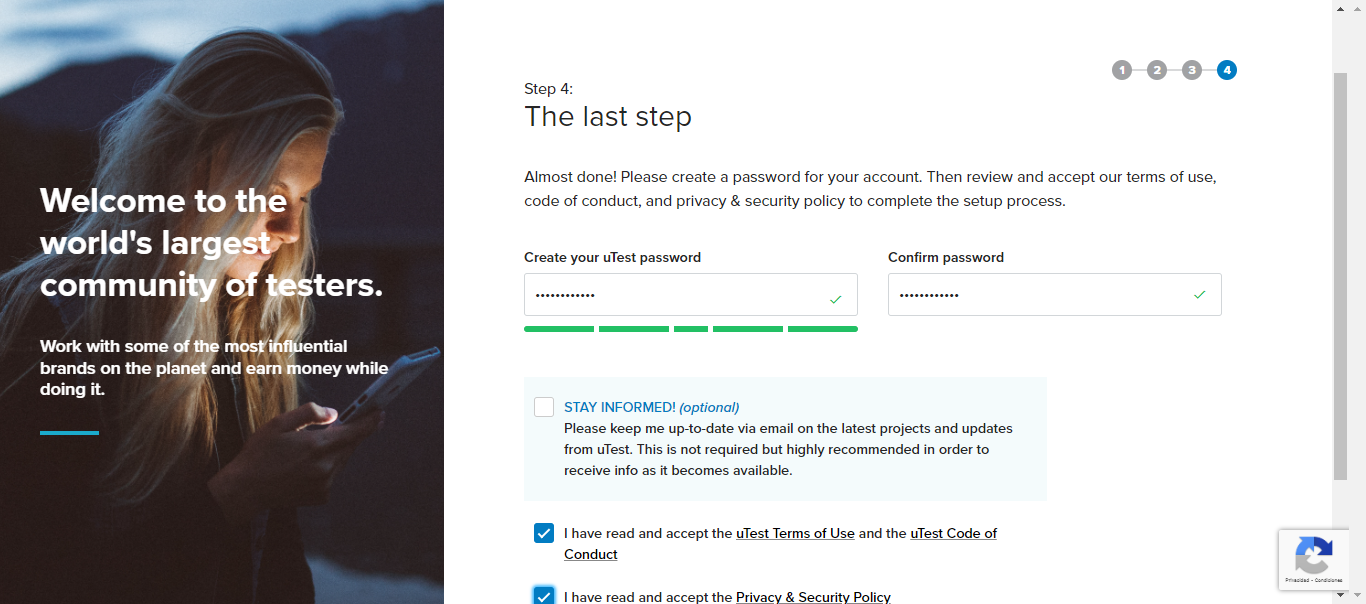 Welcome to the
world's largest
community of testers.
Work with some of the most influential
brands on the planet and earn money while
doing it.
1 2 3 4
Step 4:
The last step
Almost done! Please create a password for your account. Then review and accept our terms of use,
code of conduct, and privacy & security policy to complete the setup process.
Create your uTest password
Confirm password
••••••••••••
••••••••••••
STAY INFORMED! (optional)
Please keep me up-to-date via email on the latest projects and updates
from uTest. This is not required but highly recommended in order to
receive info as it becomes available.
I have read and accept the uTest Terms of Use and the uTest Code of
Conduct
I have read and accept the Privacy & Security Policy
Privacidad - Condiciones